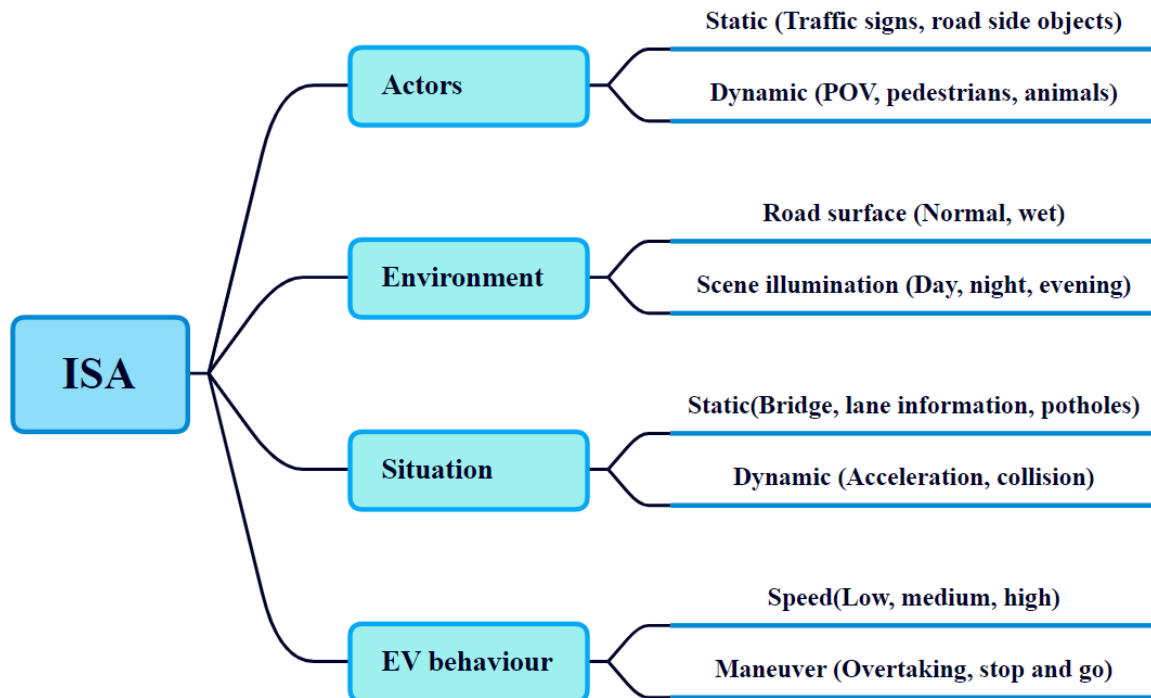 ISA
Actors
Static (Traffic signs, road side objects)
Dynamic (POV, pedestrians, animals)
Environment
Road surface (Normal, wet)
Scene illumination (Day, night, evening)
Situation
Static(Bridge, lane information, potholes)
Dynamic (Acceleration, collision)
EV behaviour
Speed(Low, medium, high)
Maneuver (Overtaking, stop and go)